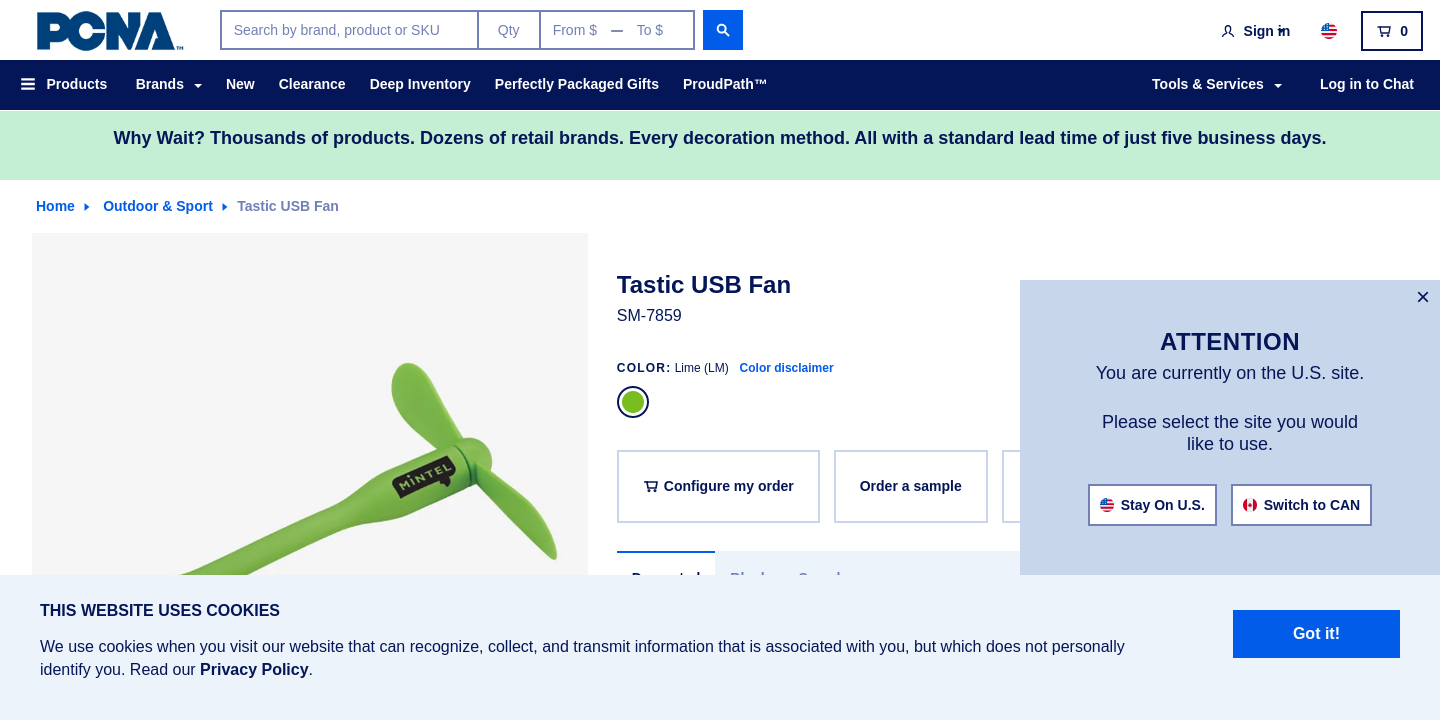 PCNA™
Search by brand, product or SKU
Qty
From $ — To $
Sign in
0
Products
Brands
New
Clearance
Deep Inventory
Perfectly Packaged Gifts
ProudPath™
Tools & Services
Log in to Chat
Why Wait? Thousands of products. Dozens of retail brands. Every decoration method. All with a standard lead time of just five business days.
Home
Outdoor & Sport
Tastic USB Fan
MiNTEL
Tastic USB Fan
SM-7859
COLOR: Lime (LM) Color disclaimer
Configure my order
Order a sample
×
ATTENTION
You are currently on the U.S. site.
Please select the site you would
like to use.
Stay On U.S.
Switch to CAN
THIS WEBSITE USES COOKIES
We use cookies when you visit our website that can recognize, collect, and transmit information that is associated with you, but which does not personally
identify you. Read our Privacy Policy.
Got it!